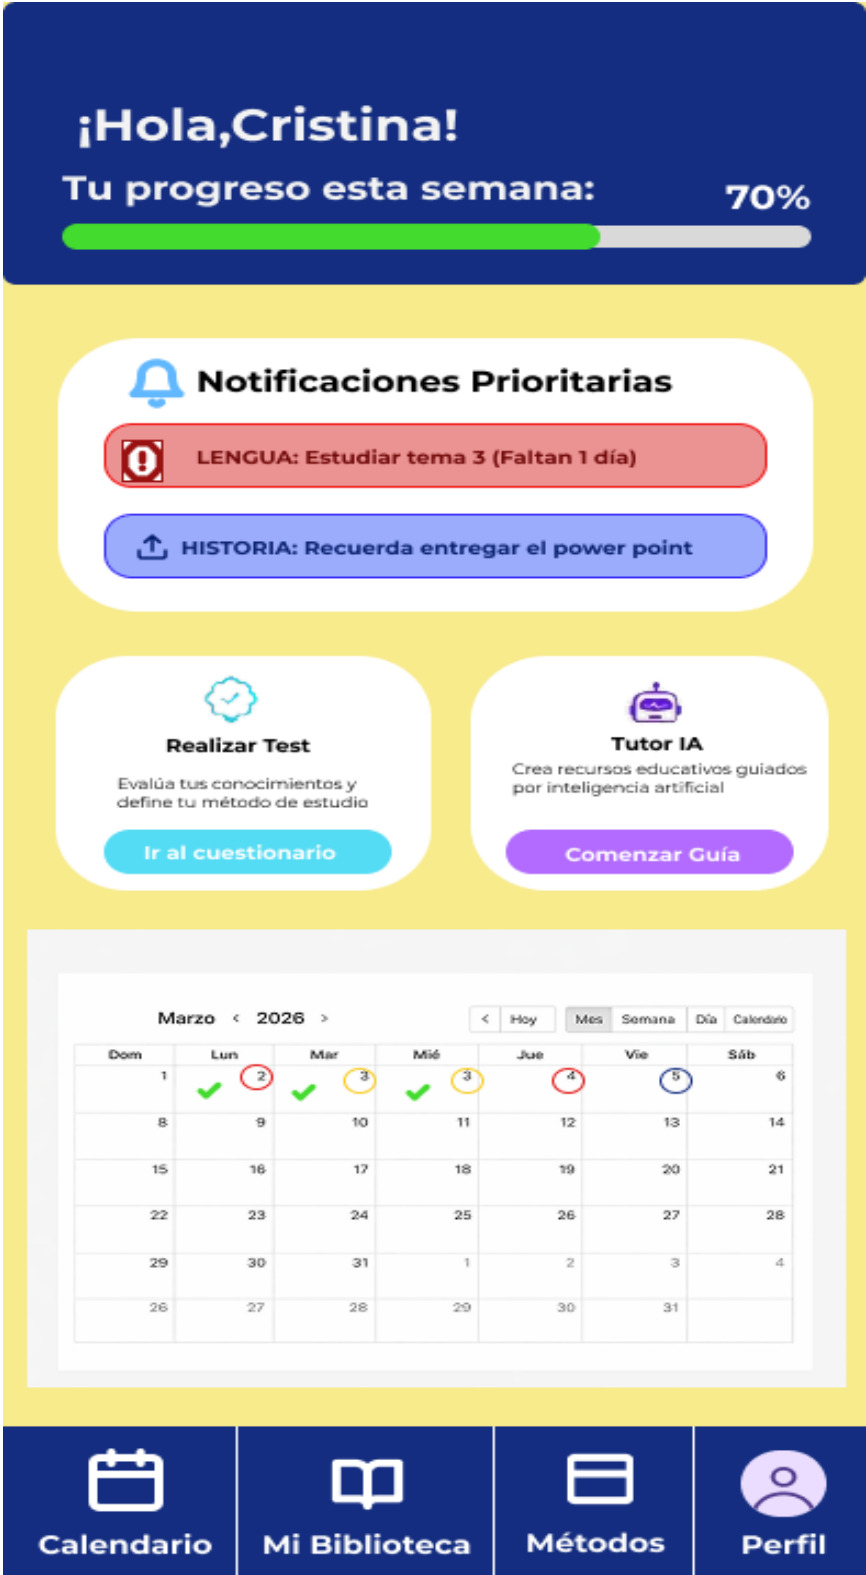 ¡Hola,Cristina!
Tu progreso esta semana:
70%
Notificaciones Prioritarias
LENGUA: Estudiar tema 3 (Faltan 1 día)
HISTORIA: Recuerda entregar el power point
Realizar Test
Evalúa tus conocimientos y
define tu método de estudio
Ir al cuestionario
Tutor IA
Crea recursos educativos guiados
por inteligencia artificial
Comenzar Guía
Marzo < 2026 >
< Hoy Mes Semana Día Calendario
Dom Lun Mar Mié Jue Vie Sáb
1 2 3 3 4 5 6
8 9 10 11 12 13 14
15 16 17 18 19 20 21
22 23 24 25 26 27 28
29 30 31 1 2 3 4
26 27 28 29 30 31
Calendario
Mi Biblioteca
Métodos
Perfil